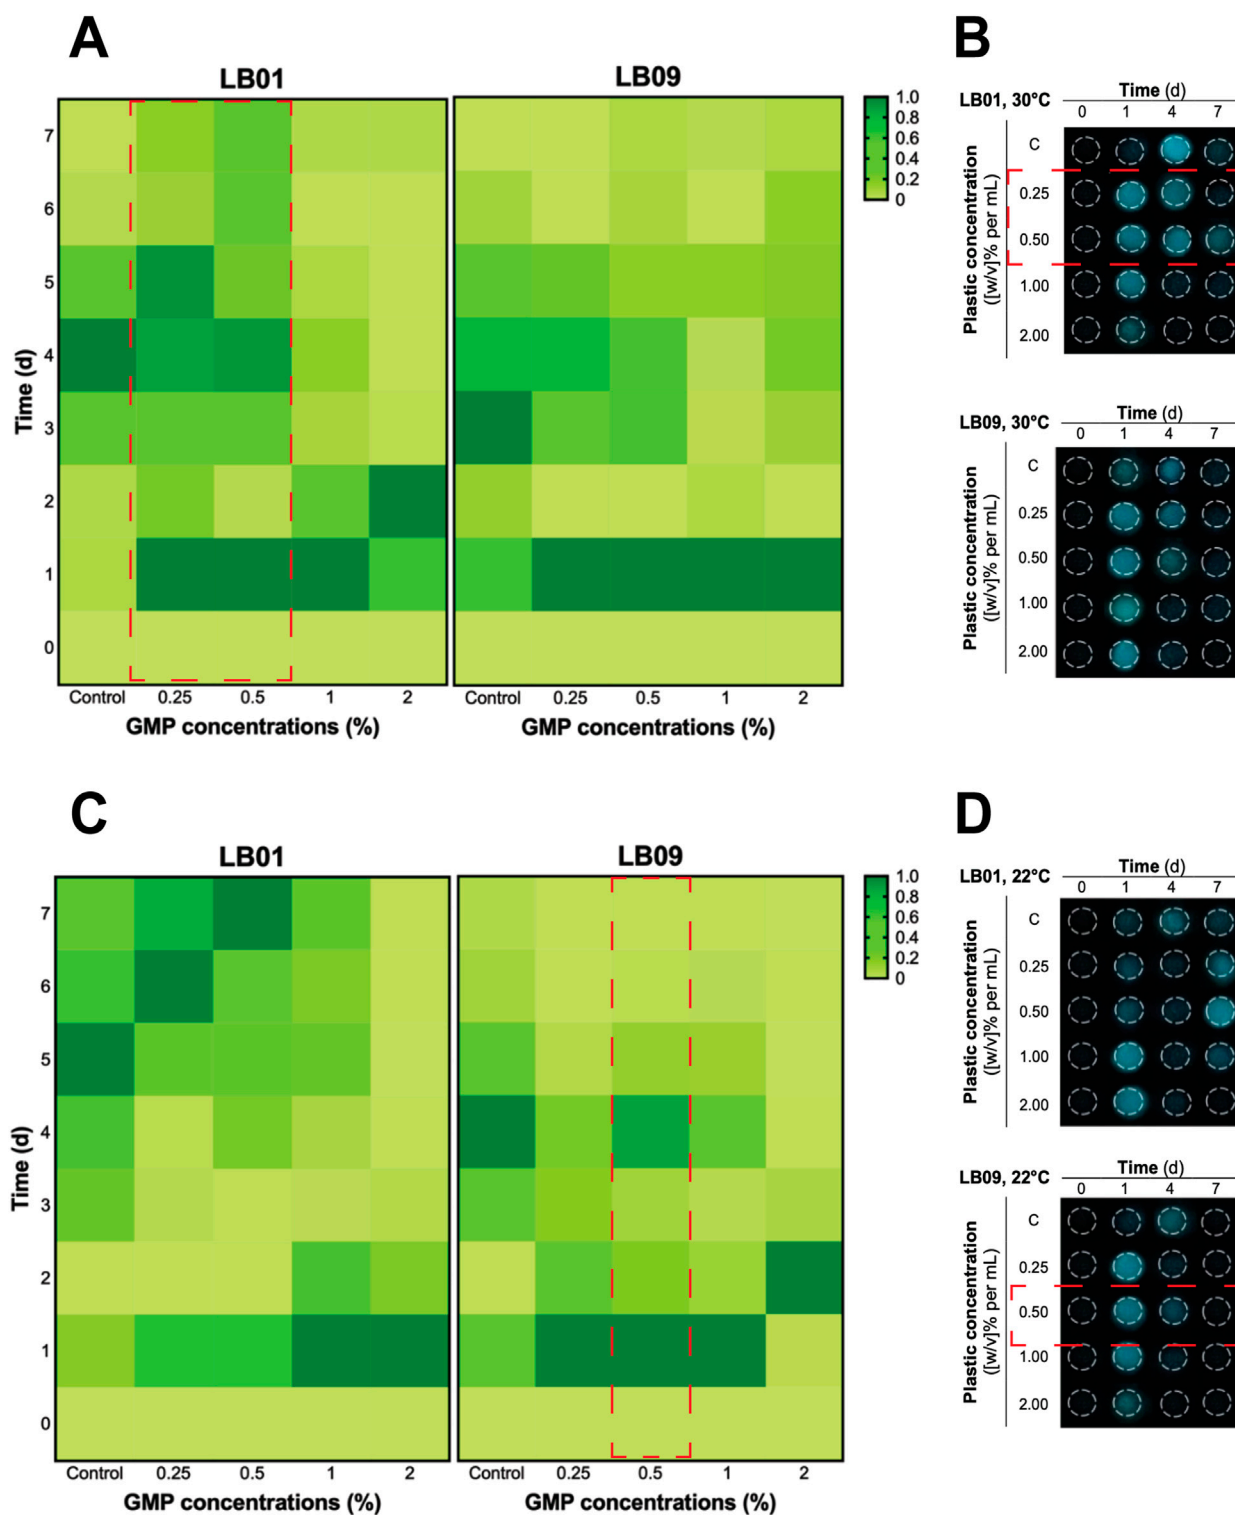 A
LB01
LB09
1.0
0.8
0.6
0.4
0.2
0
Time (d)
7
6
5
4
3
2
1
0
Control 0.25 0.5 1 2
Control 0.25 0.5 1 2
GMP concentrations (%)
GMP concentrations (%)
B
LB01, 30°C
Time (d)
0 1 4 7
Plastic concentration
([w/v]% per mL)
C
0.25
0.50
1.00
2.00
LB09, 30°C
Time (d)
0 1 4 7
Plastic concentration
([w/v]% per mL)
C
0.25
0.50
1.00
2.00
C
LB01
LB09
1.0
0.8
0.6
0.4
0.2
0
Time (d)
7
6
5
4
3
2
1
0
Control 0.25 0.5 1 2
Control 0.25 0.5 1 2
GMP concentrations (%)
GMP concentrations (%)
D
LB01, 22°C
Time (d)
0 1 4 7
Plastic concentration
([w/v]% per mL)
C
0.25
0.50
1.00
2.00
LB09, 22°C
Time (d)
0 1 4 7
Plastic concentration
([w/v]% per mL)
C
0.25
0.50
1.00
2.00